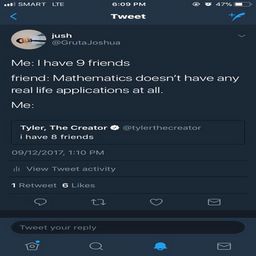 SMART LTE 6:09 PM 47%
Tweet
jush
@GrutaJoshua
Me: I have 9 friends
friend: Mathematics doesn't have any
real life applications at all.
Me:
Tyler, The Creator @tylerthecreator
i have 8 friends
09/12/2017, 1:10 PM
View Tweet activity
1 Retweet 6 Likes
Tweet your reply